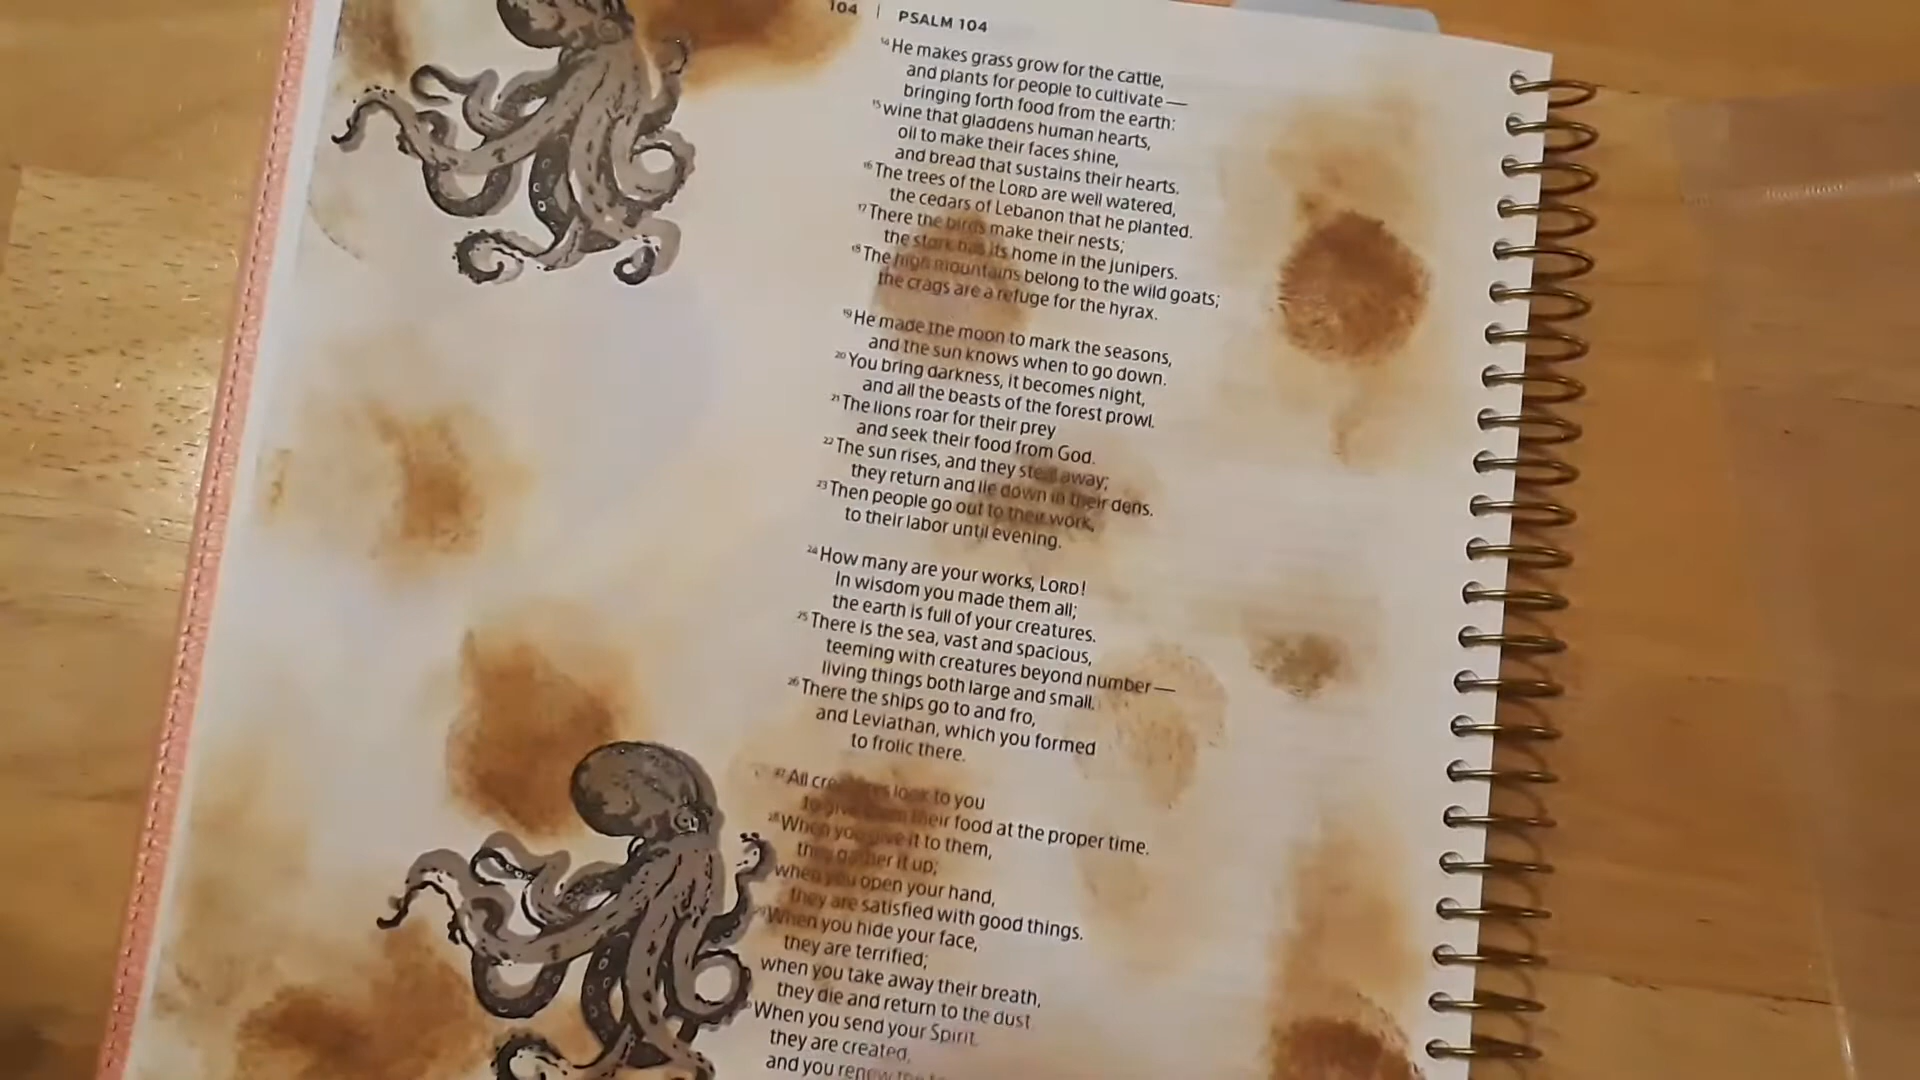 104 | PSALM 104
14 He makes grass grow for the cattle,
and plants for people to cultivate —
bringing forth food from the earth:
15 wine that gladdens human hearts,
oil to make their faces shine,
and bread that sustains their hearts.
16 The trees of the LORD are well watered,
the cedars of Lebanon that he planted.
17 There the birds make their nests;
the stork has its home in the junipers.
18 The high mountains belong to the wild goats;
the crags are a refuge for the hyrax.
19 He made the moon to mark the seasons,
and the sun knows when to go down.
20 You bring darkness, it becomes night,
and all the beasts of the forest prowl.
21 The lions roar for their prey
and seek their food from God.
22 The sun rises, and they steal away;
they return and lie down in their dens.
23 Then people go out to their work,
to their labor until evening.
24 How many are your works, LORD!
In wisdom you made them all;
the earth is full of your creatures.
25 There is the sea, vast and spacious,
teeming with creatures beyond number —
living things both large and small.
26 There the ships go to and fro,
and Leviathan, which you formed
to frolic there.
27 All creatures look to you
to give them their food at the proper time.
28 When you give it to them,
they gather it up;
when you open your hand,
they are satisfied with good things.
29 When you hide your face,
they are terrified;
when you take away their breath,
they die and return to the dust.
30 When you send your Spirit,
they are created,
and you renew the